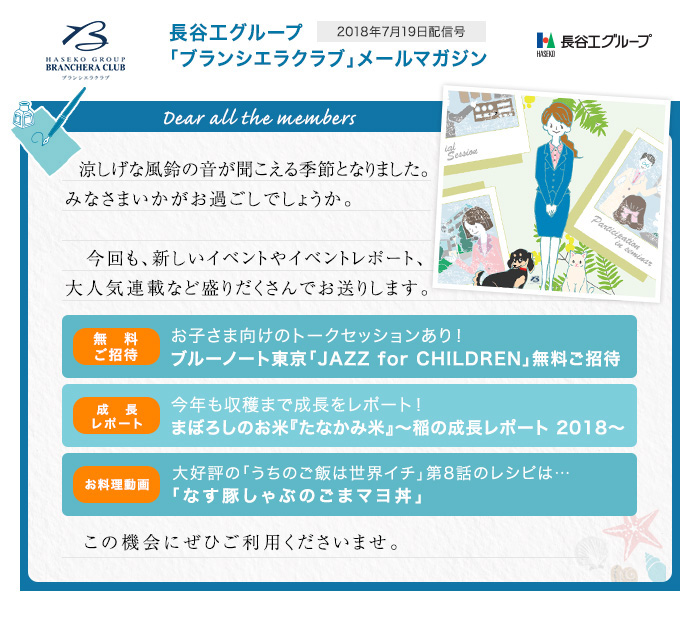 HASEKO GROUP
BRANCHERA CLUB
ブランシエラクラブ
長谷工グループ
2018年7月19日配信号
「ブランシエラクラブ」メールマガジン
HASEKO
長谷工グループ
Dear all the members
ial
Session
Participation
in seminar
涼しげな風鈴の音が聞こえる季節となりました。
みなさまいかがお過ごしでしょうか。
今回も、新しいイベントやイベントレポート、
大人気連載など盛りだくさんでお送りします。
無料
ご招待
お子さま向けのトークセッションあり！
ブルーノート東京「JAZZ for CHILDREN」無料ご招待
成長
レポート
今年も収穫まで成長をレポート！
まぼろしのお米『たなかみ米』～稲の成長レポート 2018～
お料理動画
大好評の「うちのご飯は世界イチ」第8話のレシピは…
「なす豚しゃぶのごまマヨ丼」
この機会にぜひご利用くださいませ。